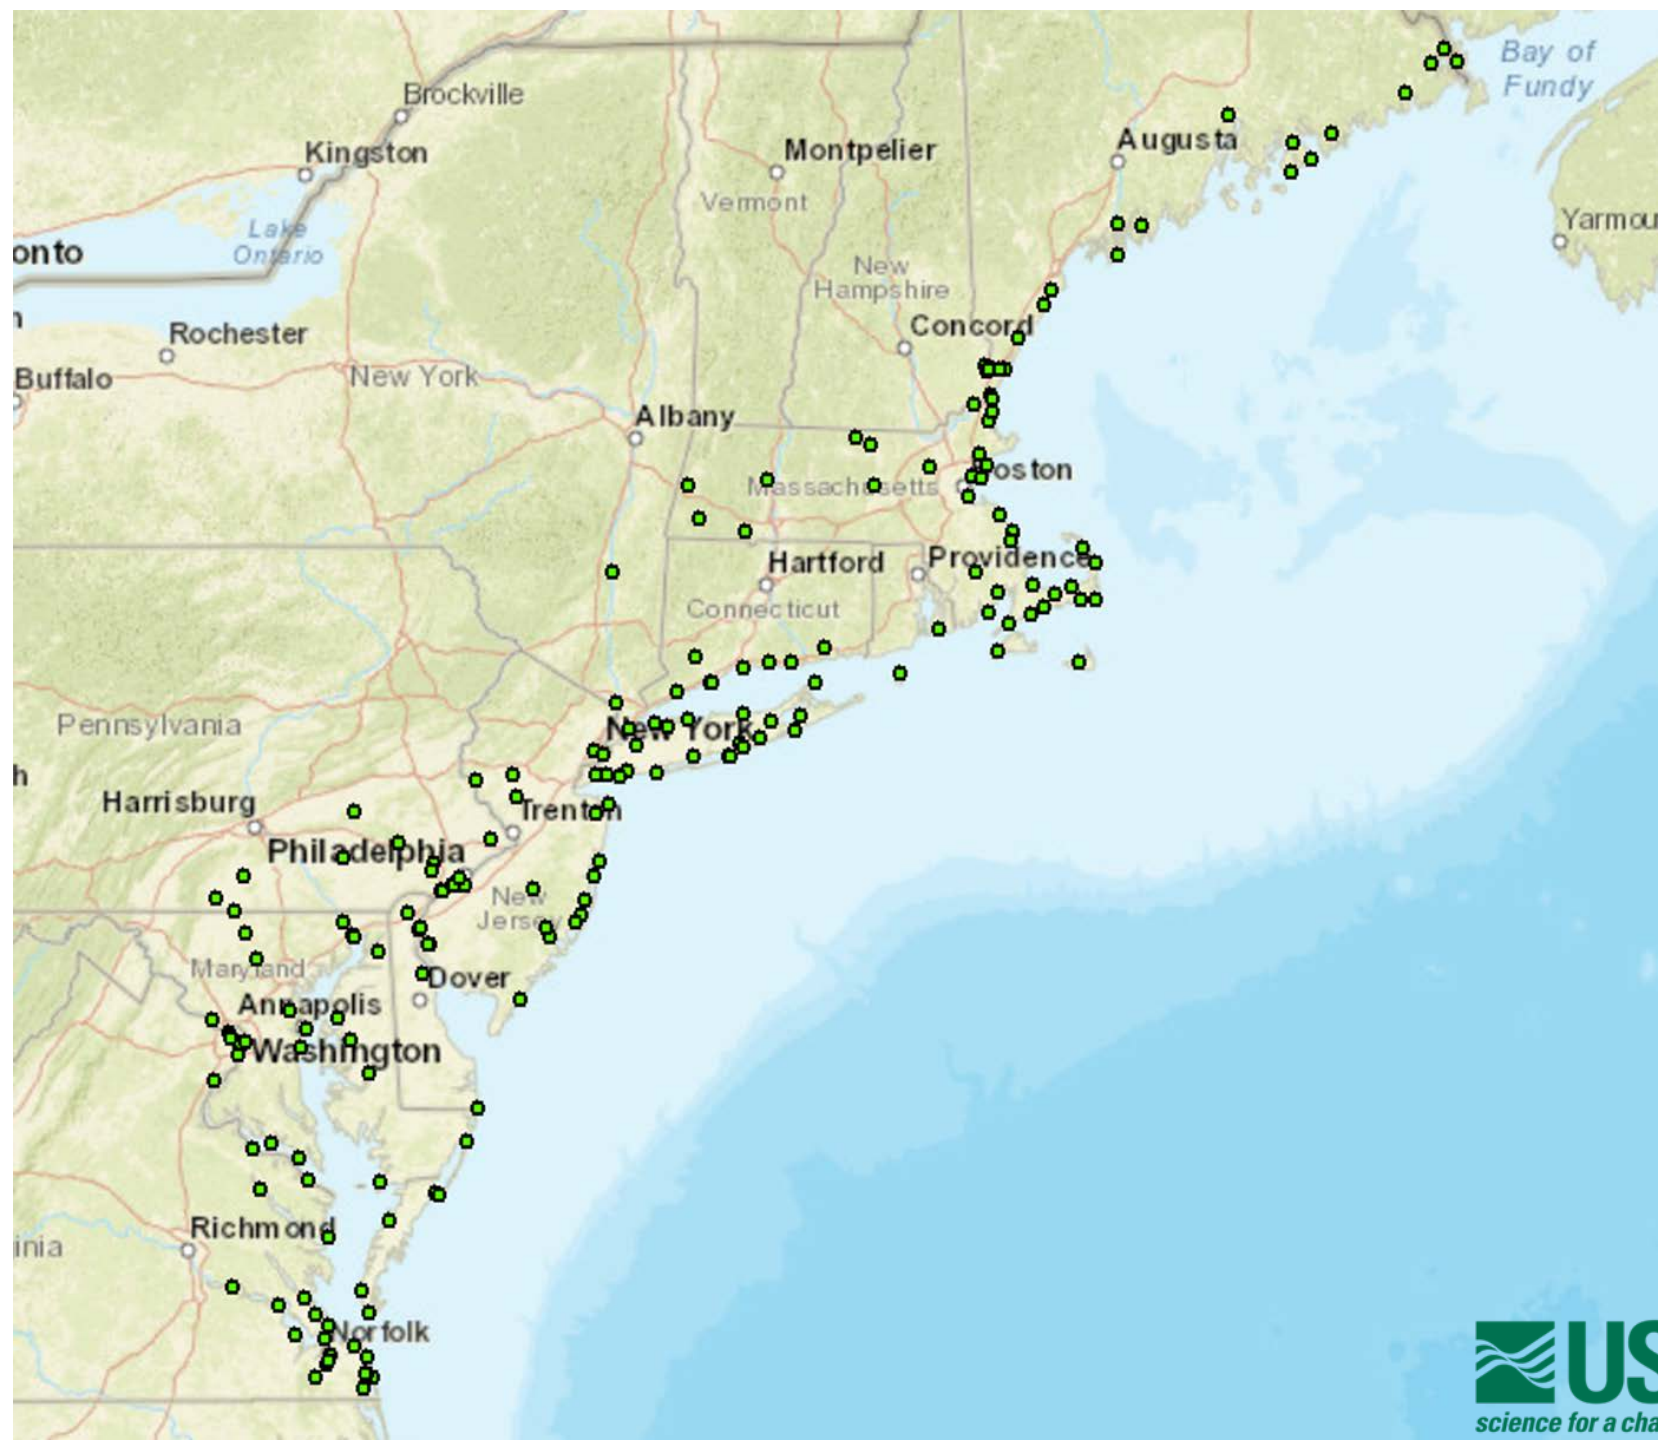 Bay of
Fundy
Brockville
Augusta
Kingston
Montpelier
Vermont
Yarmou
Lake
Ontario
onto
New
Hampshire
n
Rochester
Concord
Buffalo
New York
Albany
Boston
Massachusetts
Hartford
Providence
Connecticut
Pennsylvania
New York
h
Harrisburg
Trenton
Philadelphia
New
Jersey
Maryland
Dover
Annapolis
Washington
Richmond
inia
Norfolk
US
science for a cha